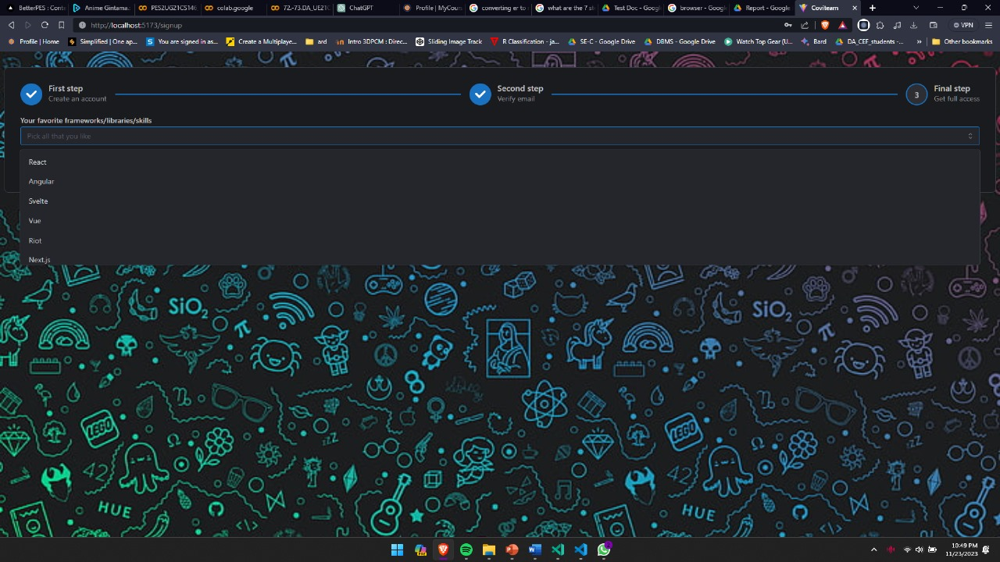 BetterPES : Conte
Anime Gintama
PES2UG21CS146
colab.google
72.-73.DA_UE21C
ChatGPT
Profile | MyCours
converting er to
what are the 7 st
Test Doc - Googl
browser - Google
Report - Google
Coviteam
http://localhost:5173/signup
VPN
Profile | Home
Simplified | One ap...
You are signed in as...
Create a Multiplaye...
ard
Intro 3DPCM : Direc...
Sliding Image Track
R Classification - ja...
SE-C - Google Drive
DBMS - Google Drive
Watch Top Gear (U...
Bard
DA_CEF_students -...
Other bookmarks
First step
Create an account
Second step
Verify email
3
Final step
Get full access
Your favorite frameworks/libraries/skills
Pick all that you like
React
Angular
Svelte
Vue
Riot
Next.js
SiO2
SiO2
π
π
π
LEGO
LEGO
zzz
zzz
Ω
Ω
42
42
HUE
HUE
</>
</>
10:49 PM
11/23/2023